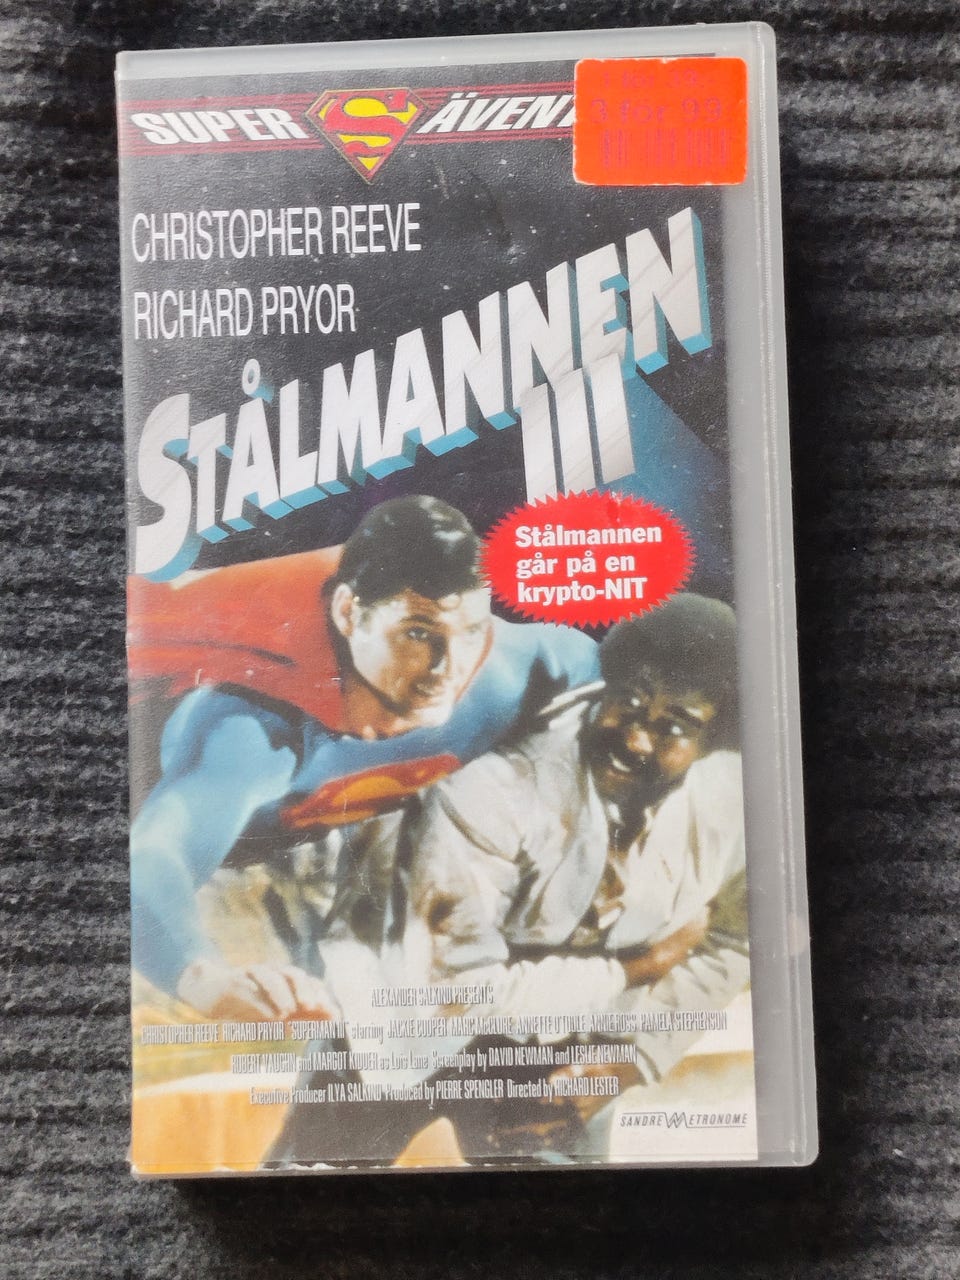 SUPER S ÄVENT
1 för 39:-
3 för 99
CHRISTOPHER REEVE
RICHARD PRYOR
STÅLMANNEN
III
Stålmannen
går på en
krypto-NIT
ALEXANDER SALKIND PRESENTS
CHRISTOPHER REEVE RICHARD PRYOR "SUPERMAN III" starring JACKIE COOPER MARC McCLURE ANNETTE O'TOOLE ANNIE ROSS PAMELA STEPHENSON
ROBERT VAUGHN and MARGOT KIDDER as Lois Lane Screenplay by DAVID NEWMAN and LESLIE NEWMAN
Executive Producer ILYA SALKIND Produced by PIERRE SPENGLER Directed by RICHARD LESTER
SANDREW METRONOME